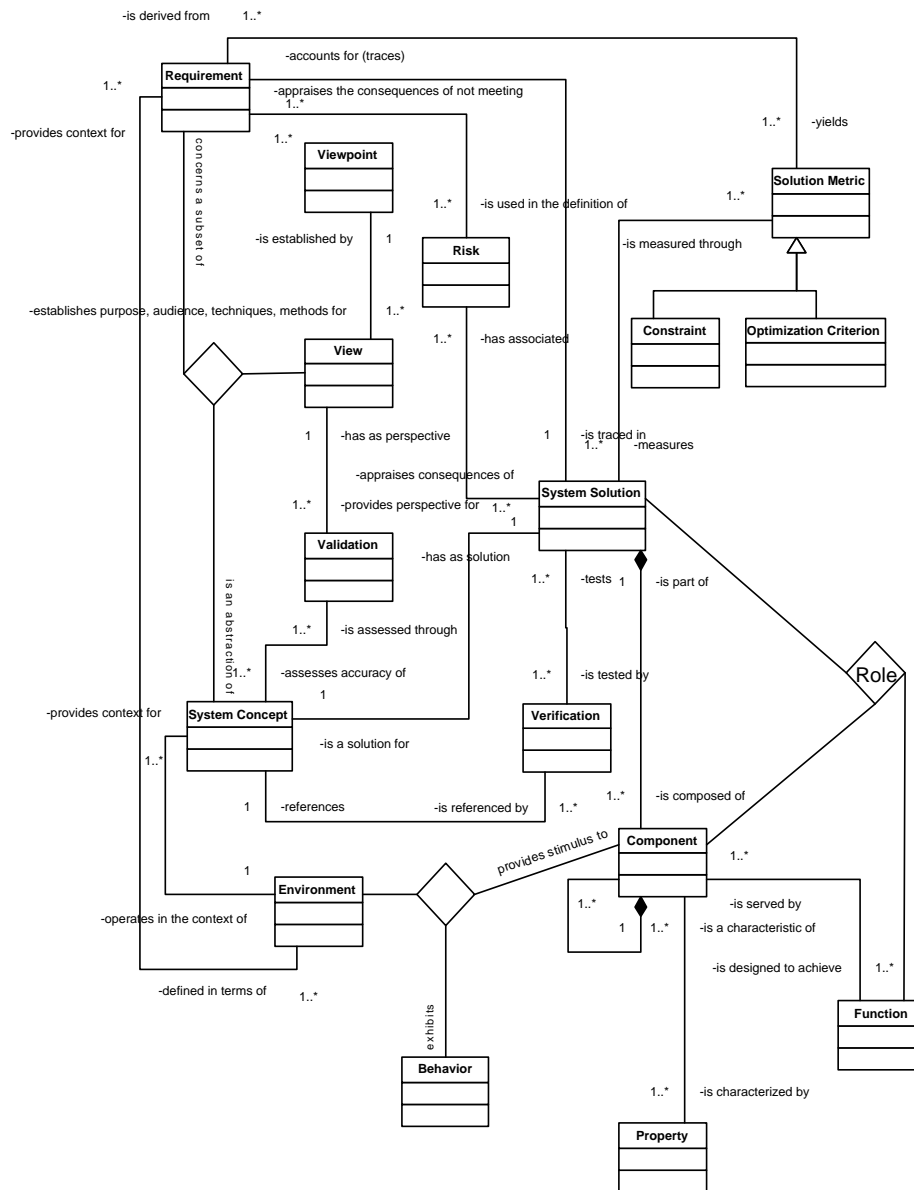 -is derived from 1..*
-accounts for (traces)
Requirement
1..*
-appraises the consequences of not meeting
1..*
-provides context for
1..*
-yields
1..*
concerns a subset of
Viewpoint
Solution Metric
1..*
1..*
-is used in the definition of
-is established by 1
Risk
-is measured through
-establishes purpose, audience, techniques, methods for 1..*
Constraint
Optimization Criterion
View
1..*
-has associated
1
-has as perspective
1
-is traced in
1..*
-measures
-appraises consequences of
System Solution
1..*
-provides perspective for
1..*
1
Validation
-has as solution
is an abstraction of
1..*
-tests
1
-is part of
1..*
-is assessed through
1..*
-assesses accuracy of
1..*
-is tested by
Role
1
System Concept
Verification
-provides context for
-is a solution for
1..*
1..*
-is composed of
1
-references
-is referenced by
1..*
provides stimulus to
Component
1..*
1
Environment
-operates in the context of
1..*
-is served by
1
1..*
-is a characteristic of
-is designed to achieve
1..*
-defined in terms of
1..*
Function
exhibits
Behavior
1..*
-is characterized by
Property